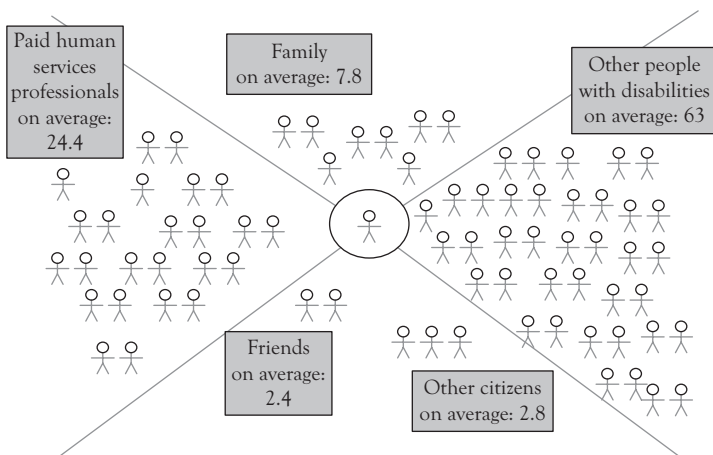 Paid human
services
professionals
on average:
24.4
Family
on average: 7.8
Other people
with disabilities
on average: 63
Friends
on average:
2.4
Other citizens
on average: 2.8